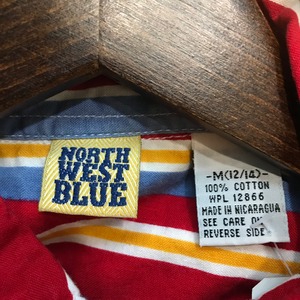 NORTH
WEST
BLUE
-M(12/14)-
100% COTTON
WPL 12866
MADE IN NICARAGUA
SEE CARE ON
REVERSE SIDE